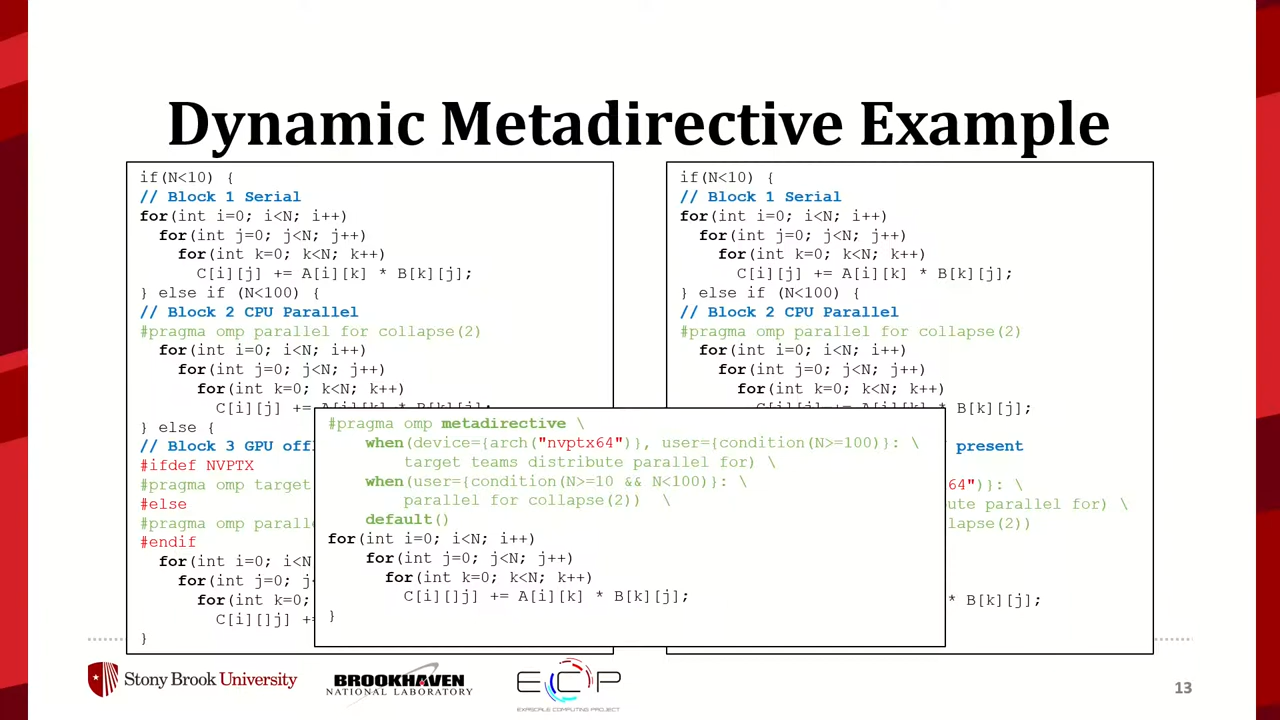 Dynamic Metadirective Example
if(N<10) {
// Block 1 Serial
for(int i=0; i<N; i++)
for(int j=0; j<N; j++)
for(int k=0; k<N; k++)
C[i][j] += A[i][k] * B[k][j];
} else if (N<100) {
// Block 2 CPU Parallel
#pragma omp parallel for collapse(2)
for(int i=0; i<N; i++)
for(int j=0; j<N; j++)
for(int k=0; k<N; k++)
C[i][j] += A[i][k] * B[k][j];
} else {
// Block 3 GPU off
#ifdef NVPTX
#pragma omp target
#else
#pragma omp parall
#endif
for(int i=0; i<N
for(int j=0; j
for(int k=0;
C[i][]j] +
}
if(N<10) {
// Block 1 Serial
for(int i=0; i<N; i++)
for(int j=0; j<N; j++)
for(int k=0; k<N; k++)
C[i][j] += A[i][k] * B[k][j];
} else if (N<100) {
// Block 2 CPU Parallel
#pragma omp parallel for collapse(2)
for(int i=0; i<N; i++)
for(int j=0; j<N; j++)
for(int k=0; k<N; k++)
C[i][j] += A[i][k] * B[k][j];
present
64")}: \
ute parallel for) \
lapse(2))
* B[k][j];
#pragma omp metadirective \
when(device={arch("nvptx64")}, user={condition(N>=100)}: \
target teams distribute parallel for) \
when(user={condition(N>=10 && N<100)}: \
parallel for collapse(2)) \
default()
for(int i=0; i<N; i++)
for(int j=0; j<N; j++)
for(int k=0; k<N; k++)
C[i][]j] += A[i][k] * B[k][j];
}
Stony Brook University
BROOKHAVEN
NATIONAL LABORATORY
ECP
EXASCALE COMPUTING PROJECT
13